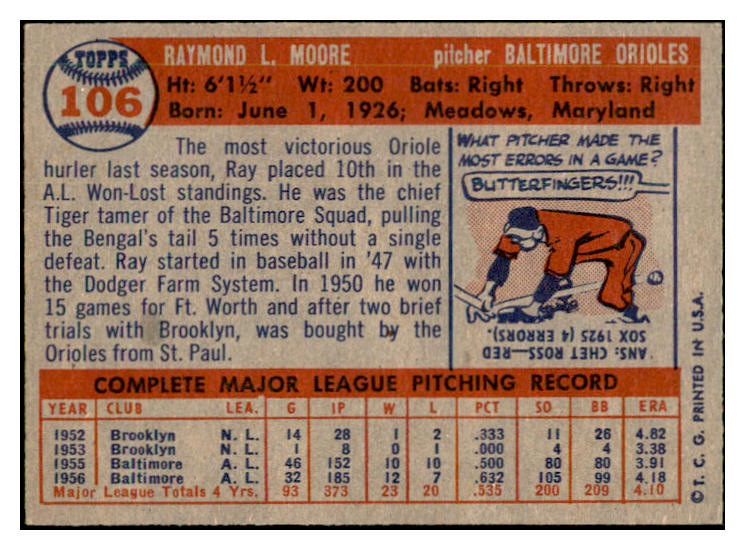 TOPPS
106
RAYMOND L. MOORE pitcher BALTIMORE ORIOLES
Ht: 6'1½" Wt: 200 Bats: Right Throws: Right
Born: June 1, 1926; Meadows, Maryland
The most victorious Oriole
hurler last season, Ray placed 10th in the
A.L. Won-Lost standings. He was the chief
Tiger tamer of the Baltimore Squad, pulling
the Bengal's tail 5 times without a single
defeat. Ray started in baseball in '47 with
the Dodger Farm System. In 1950 he won
15 games for Ft. Worth and after two brief
trials with Brooklyn, was bought by the
Orioles from St. Paul.
WHAT PITCHER MADE THE
MOST ERRORS IN A GAME?
BUTTERFINGERS!!!
ANS: CHET ROSS—RED
SOX 1925 (4 ERRORS).
COMPLETE MAJOR LEAGUE PITCHING RECORD
YEAR CLUB LEA. G IP W L PCT SO BB ERA
1952 Brooklyn N. L. 14 28 1 2 .333 11 26 4.82
1953 Brooklyn N. L. 1 8 0 1 .000 4 4 3.38
1955 Baltimore A. L. 46 152 10 10 .500 80 80 3.91
1956 Baltimore A. L. 32 185 12 7 .632 105 99 4.18
Major League Totals 4 Yrs. 93 373 23 20 .535 200 209 4.10
© T. C. G. PRINTED IN U.S.A.